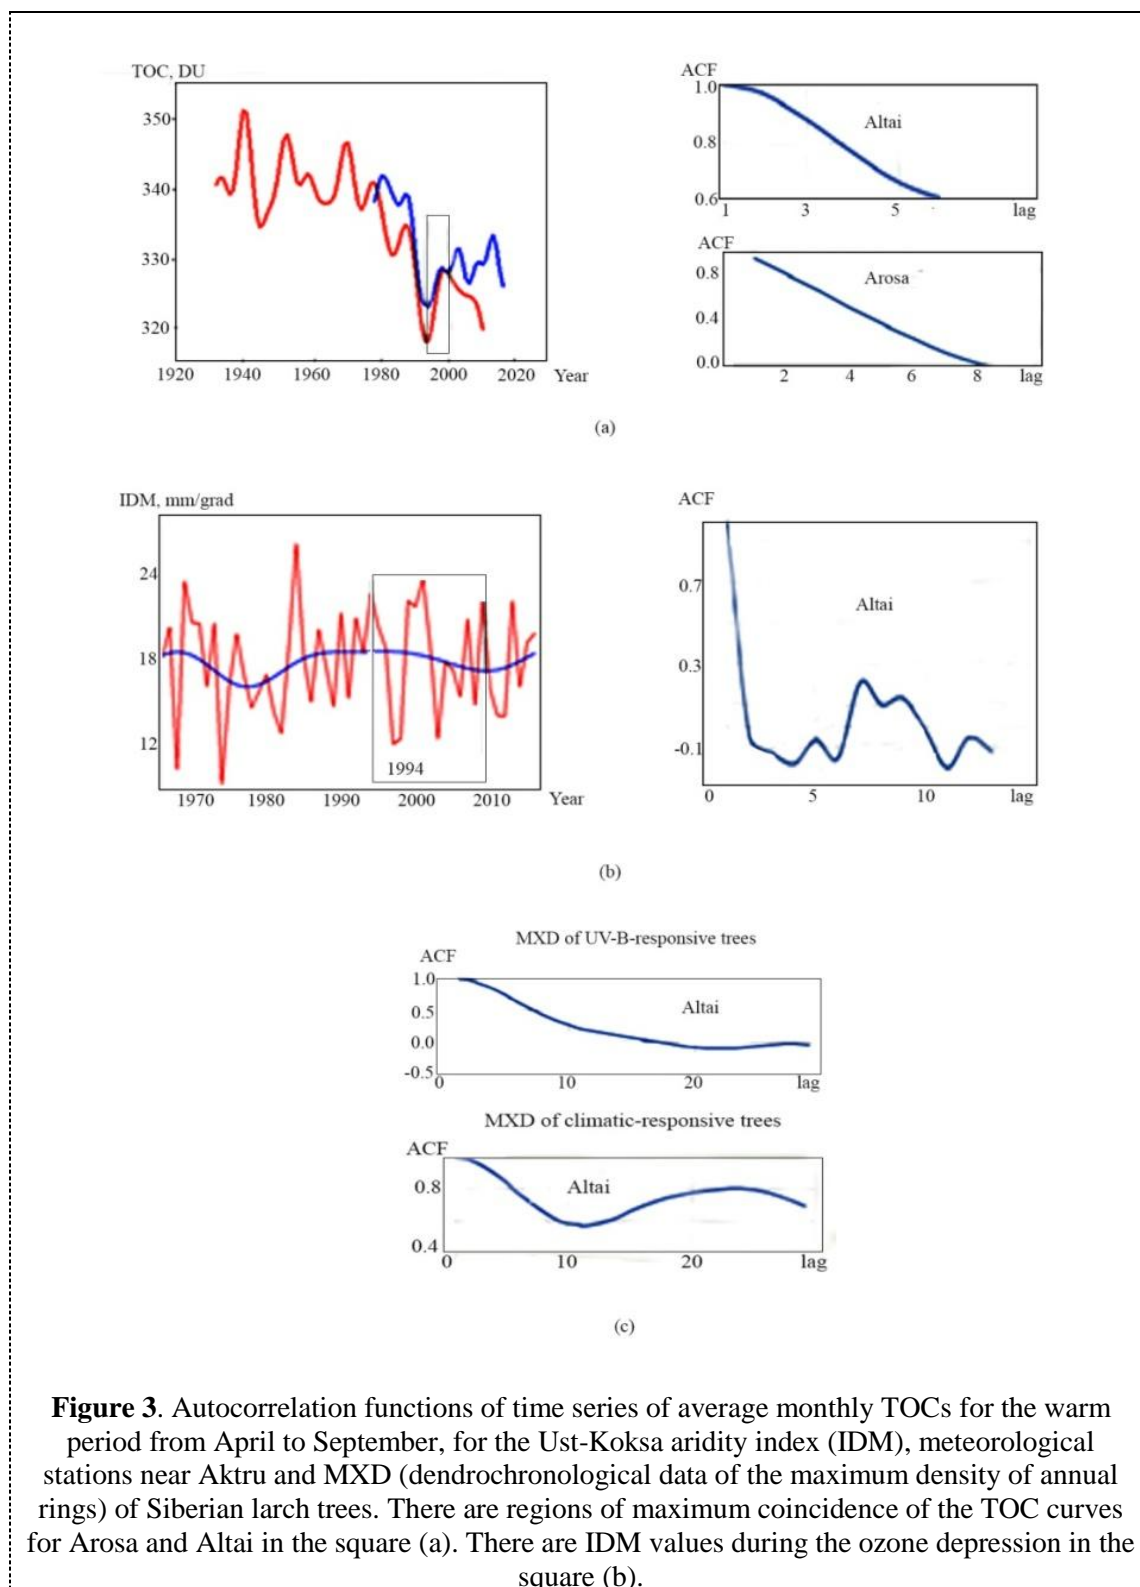 TOC, DU
350
340
330
320
1920 1940 1960 1980 2000 2020 Year
ACF
1.0
0.8
0.6
Altai
1 3 5 lag
ACF
0.8
0.4
0.0
Arosa
2 4 6 8 lag
(a)
IDM, mm/grad
24
18
12
1994
1970 1980 1990 2000 2010 Year
ACF
0.7
0.3
-0.1
Altai
0 5 10 lag
(b)
MXD of UV-B-responsive trees
ACF
1.0
0.5
0.0
-0.5
Altai
0 10 20 lag
MXD of climatic-responsive trees
ACF
0.8
0.4
Altai
0 10 20 lag
(c)
Figure 3. Autocorrelation functions of time series of average monthly TOCs for the warm
period from April to September, for the Ust-Koksa aridity index (IDM), meteorological
stations near Aktru and MXD (dendrochronological data of the maximum density of annual
rings) of Siberian larch trees. There are regions of maximum coincidence of the TOC curves
for Arosa and Altai in the square (a). There are IDM values during the ozone depression in the
square (b).